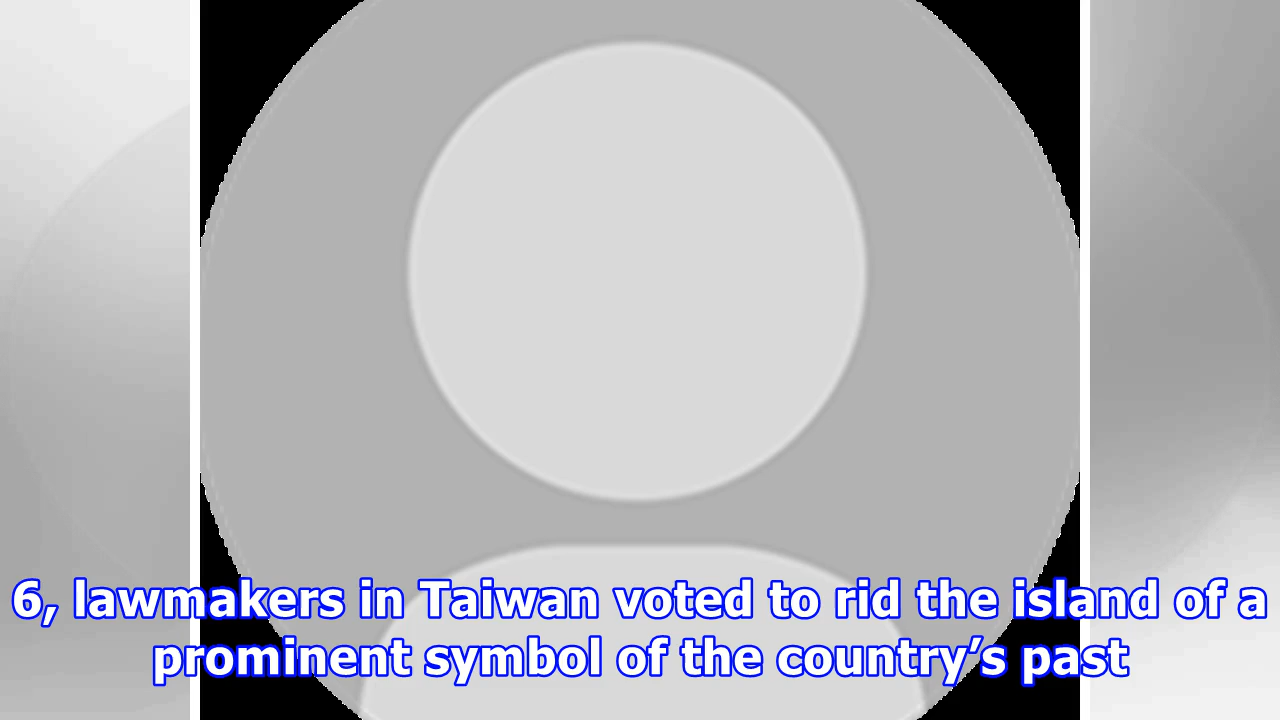 6, lawmakers in Taiwan voted to rid the island of a
prominent symbol of the country’s past